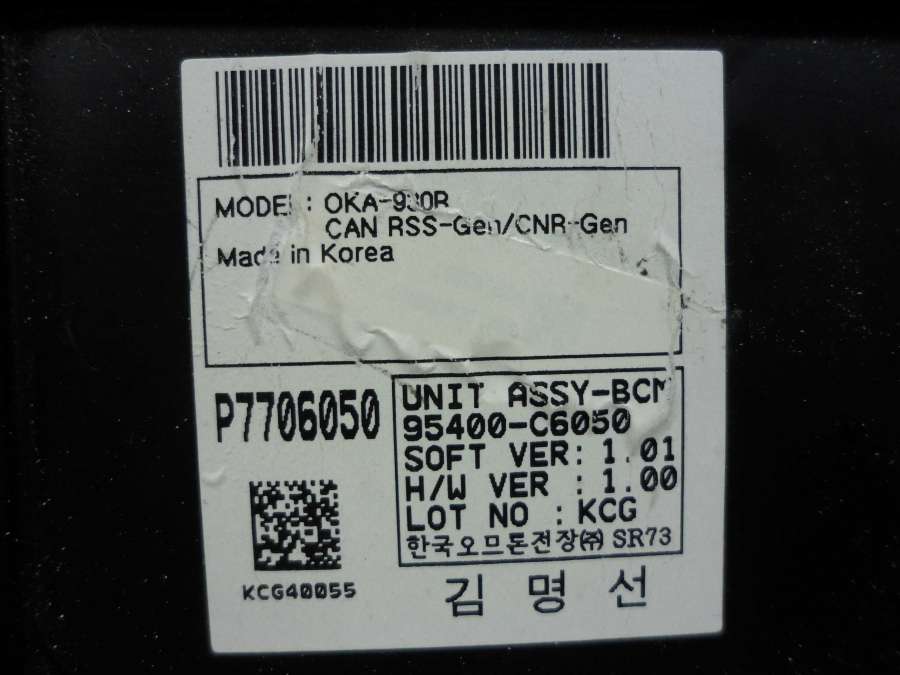 MODEL : OKA-930R
CAN RSS-Gen/CNR-Gen
Made in Korea
P7706050
UNIT ASSY-BCM
95400-C6050
SOFT VER: 1.01
H/W VER : 1.00
LOT NO : KCG
한국오므론전장㈜ SR73
KCG40055
김 명 선